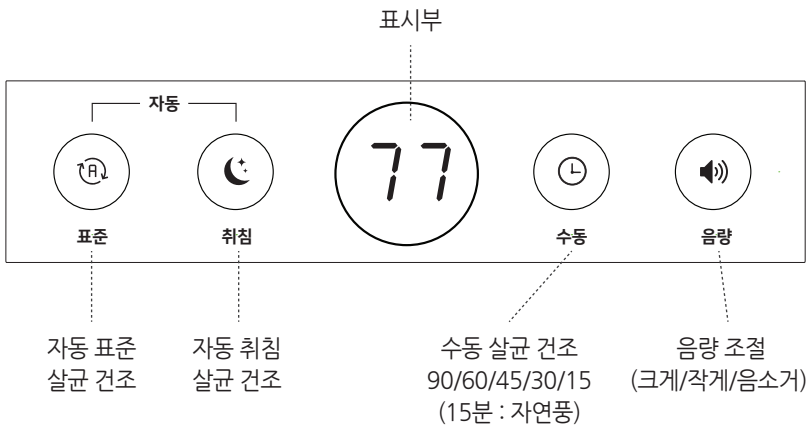 표시부
자동
A
77
표준
취침
수동
음량
자동 표준
살균 건조
자동 취침
살균 건조
수동 살균 건조
90/60/45/30/15
(15분 : 자연풍)
음량 조절
(크게/작게/음소거)